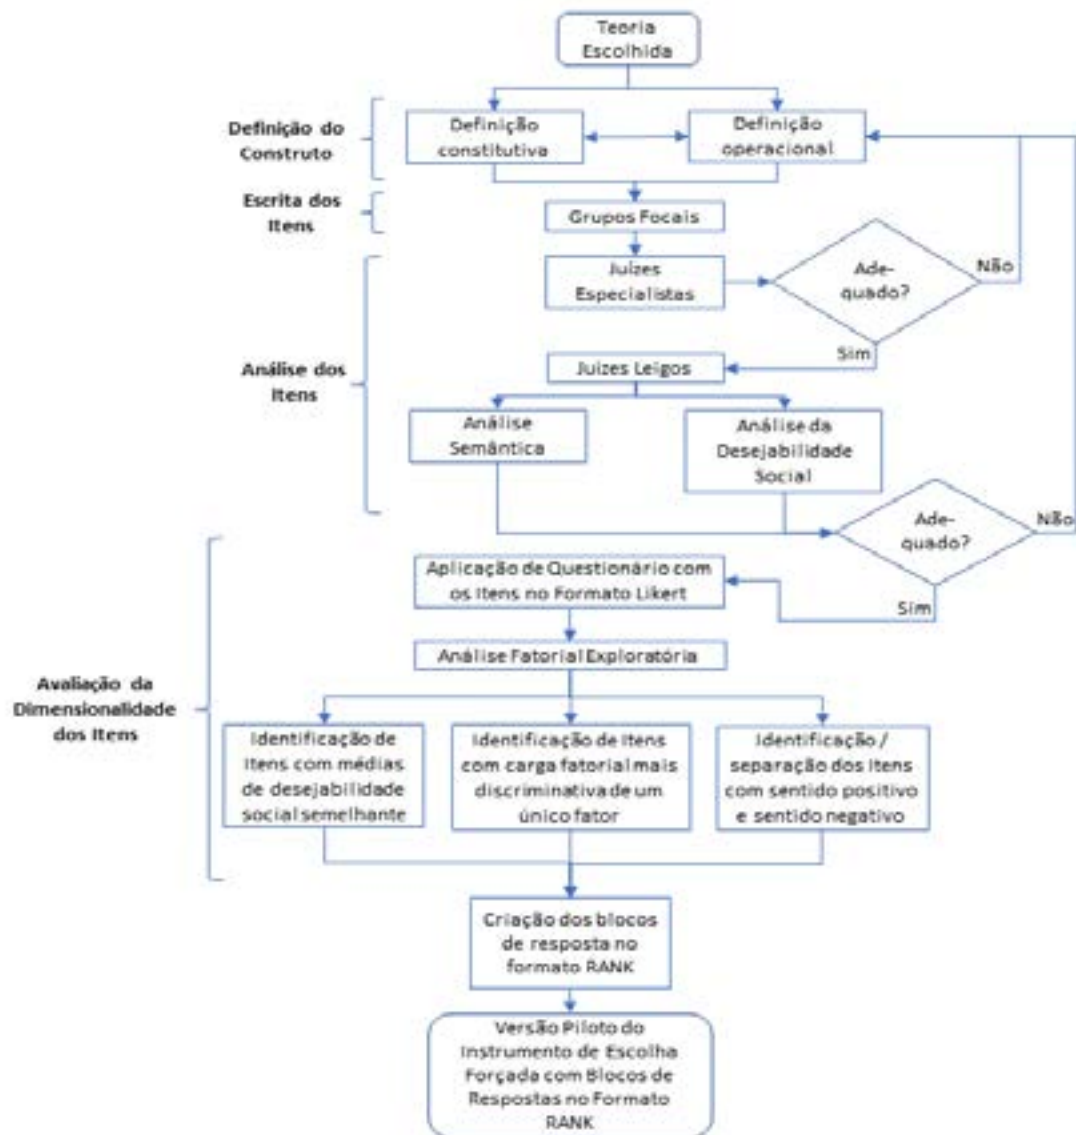 Teoria
Escolhida
Definição do
Construto
Definição
constitutiva
Definição
operacional
Escrita dos
Itens
Grupos Focais
Juízes
Especialistas
Ade-
quado?
Não
Sim
Análise dos
Itens
Juízes Leigos
Análise
Semântica
Análise da
Desejabilidade
Social
Ade-
quado?
Não
Sim
Aplicação de Questionário com
os Itens no Formato Likert
Análise Fatorial Exploratória
Avaliação da
Dimensionalidade
dos Itens
Identificação de
Itens com médias
de desejabilidade
social semelhante
Identificação de Itens
com carga fatorial mais
discriminativa de um
único fator
Identificação /
separação dos Itens
com sentido positivo
e sentido negativo
Criação dos blocos
de resposta no
formato RANK
Versão Piloto do
Instrumento de Escolha
Forçada com Blocos de
Respostas no Formato
RANK